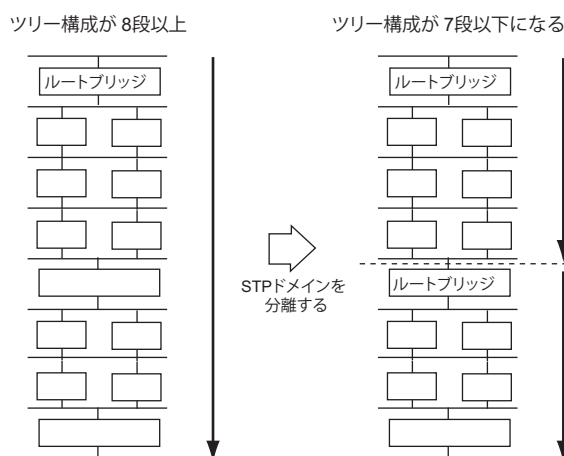 ツリー構成が 8段以上
ツリー構成が 7段以下になる
ルートブリッジ
ルートブリッジ
STPドメインを
分離する
ルートブリッジ